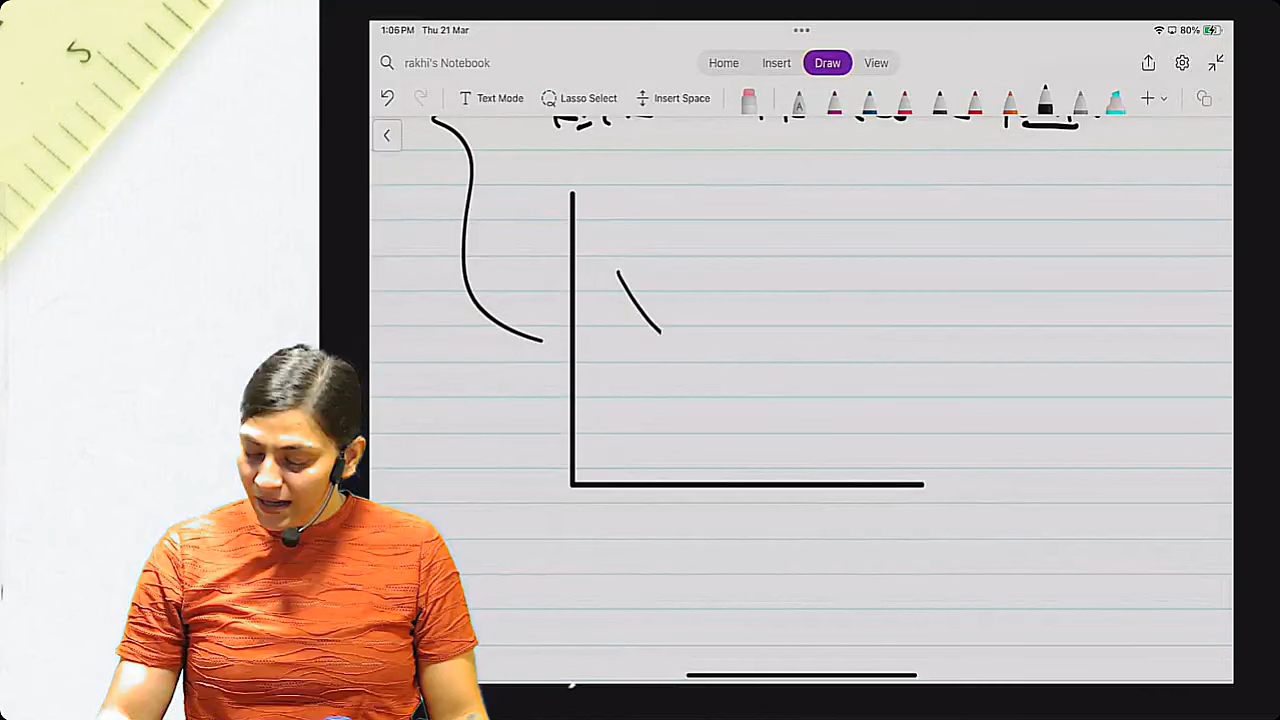 5
1:06 PM Thu 21 Mar
80%
rakhi's Notebook
Home Insert Draw View
Text Mode Lasso Select Insert Space
A